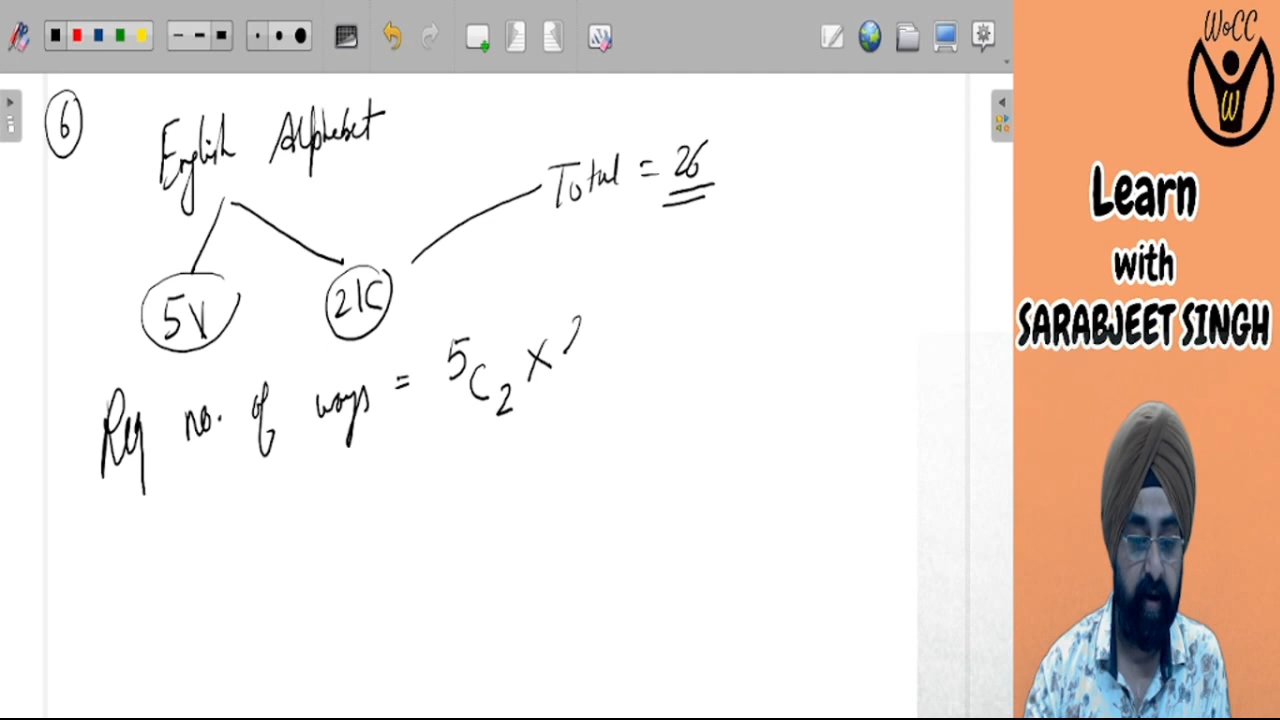 WoCC
W
6
English Alphabet
Total = 26
5V
21C
Req no. of ways = 5C2 ×
Learn
with
SARABJEET SINGH